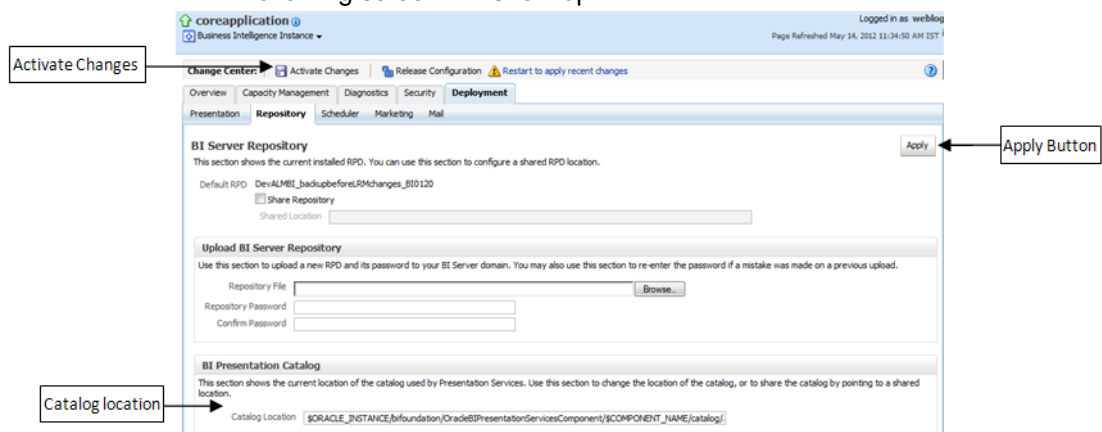 coreapplication
Logged in as weblog
Business Intelligence Instance
Page Refreshed May 14, 2012 11:34:50 AM IST
Activate Changes
Change Center: Activate Changes Release Configuration Restart to apply recent changes
Overview Capacity Management Diagnostics Security Deployment
Presentation Repository Scheduler Marketing Mail
BI Server Repository
Apply
Apply Button
This section shows the current installed RPD. You can use this section to configure a shared RPD location.
Default RPD DevALMBI_backupbeforeLRMchanges_BI0120
Share Repository
Shared Location
Upload BI Server Repository
Use this section to upload a new RPD and its password to your BI Server domain. You may also use this section to re-enter the password if a mistake was made on a previous upload.
Repository File Browse...
Repository Password
Confirm Password
BI Presentation Catalog
This section shows the current location of the catalog used by Presentation Services. Use this section to change the location of the catalog, or to share the catalog by pointing to a shared
location.
Catalog location
Catalog Location $ORACLE_INSTANCE/bifoundation/OracleBIPresentationServicesComponent/$COMPONENT_NAME/catalog/